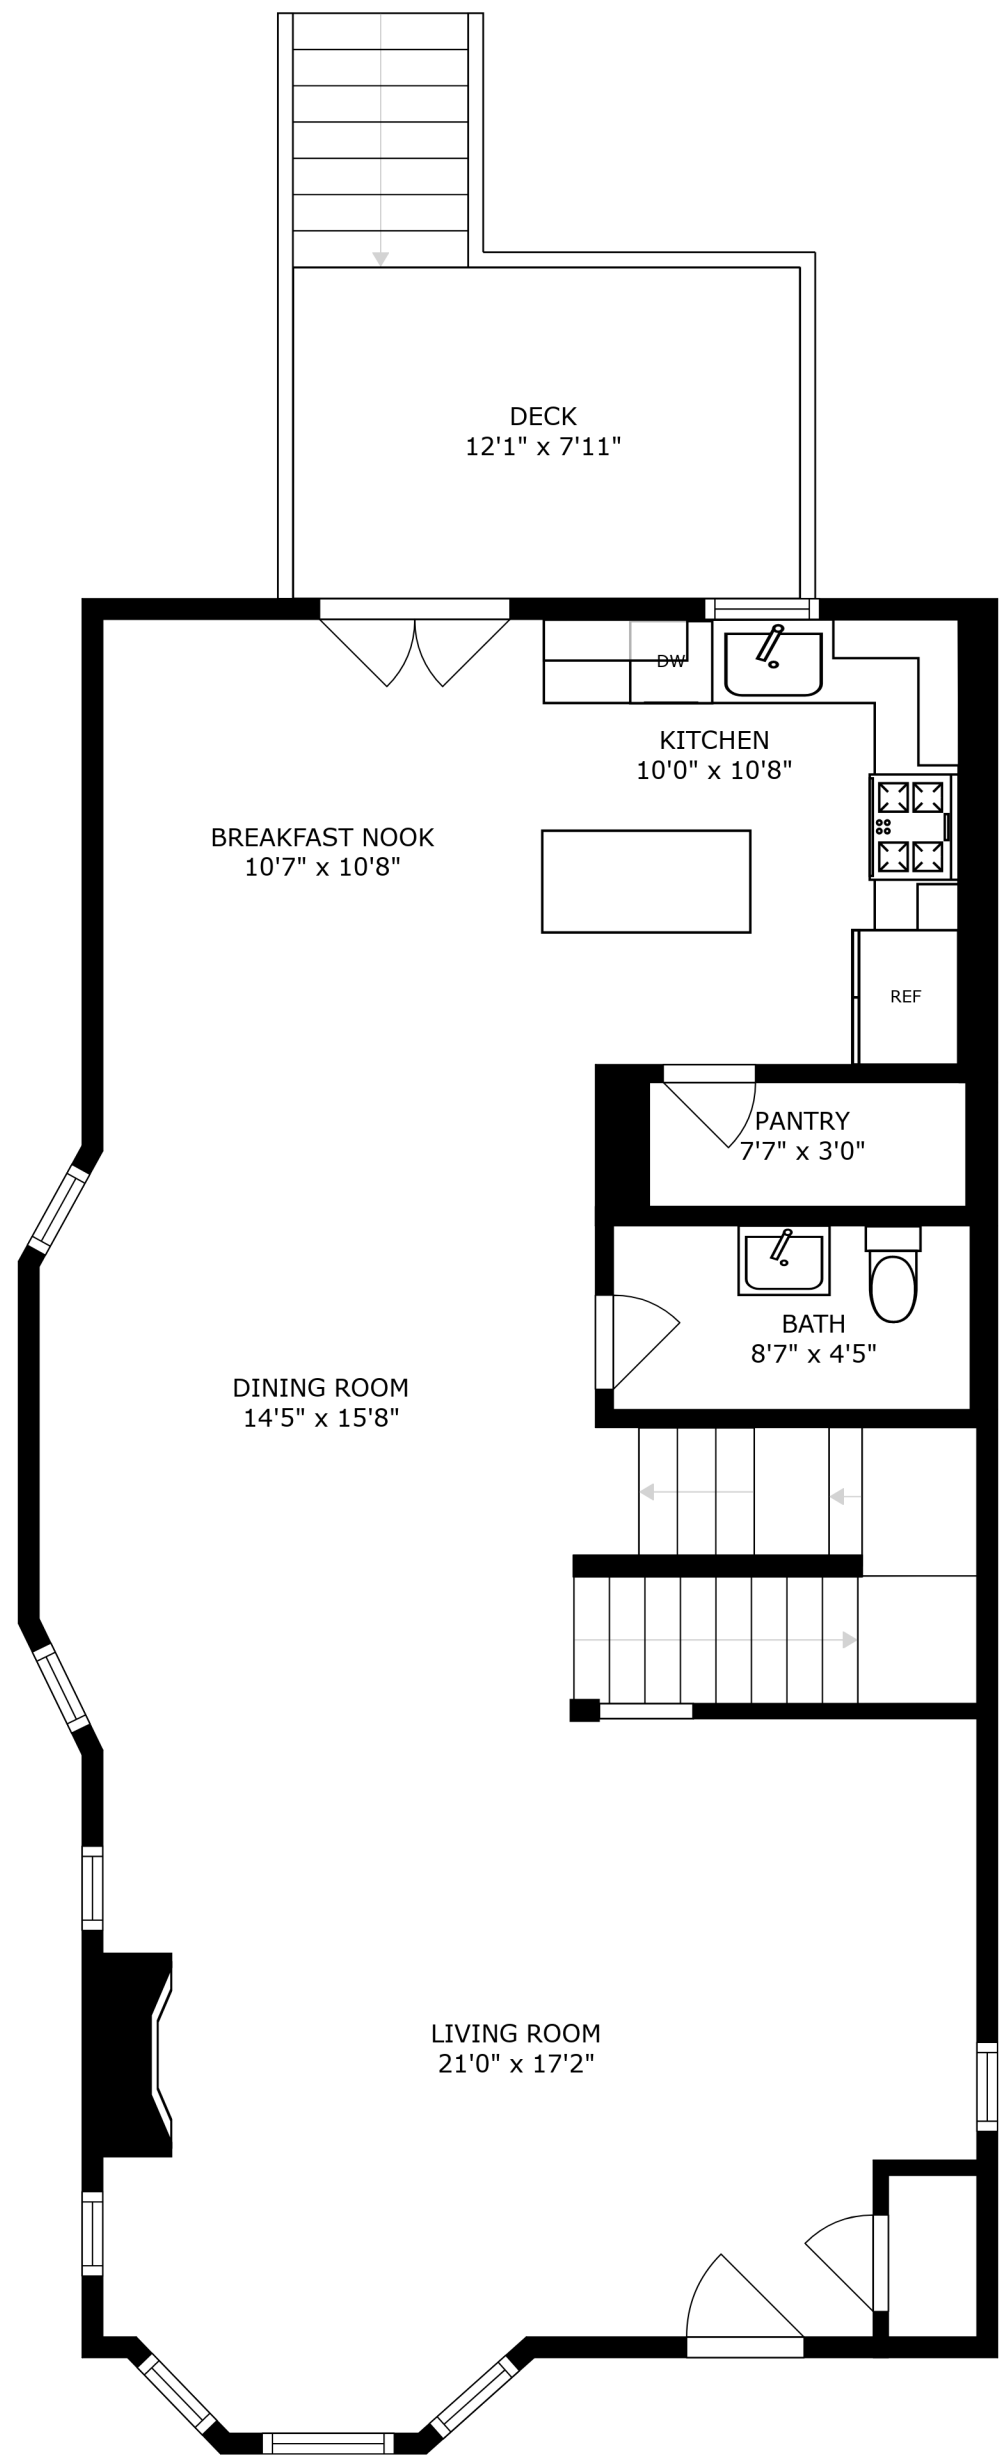 DECK
12'1" x 7'11"
DW
KITCHEN
10'0" x 10'8"
BREAKFAST NOOK
10'7" x 10'8"
REF
PANTRY
7'7" x 3'0"
BATH
8'7" x 4'5"
DINING ROOM
14'5" x 15'8"
LIVING ROOM
21'0" x 17'2"